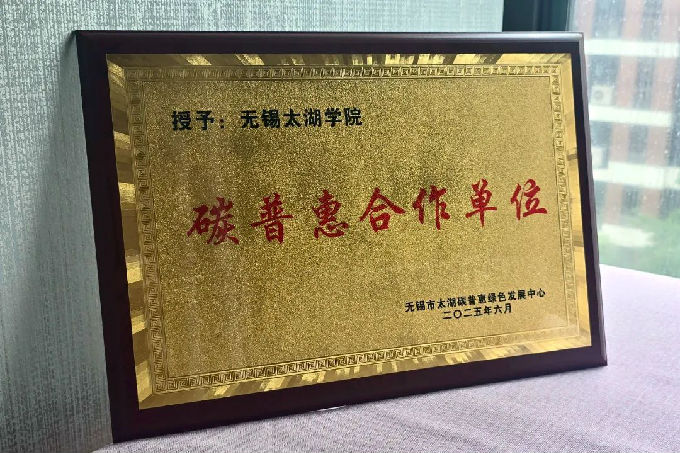 授予：无锡太湖学院
碳普惠合作单位
无锡市太湖碳普惠绿色发展中心
二〇二五年六月